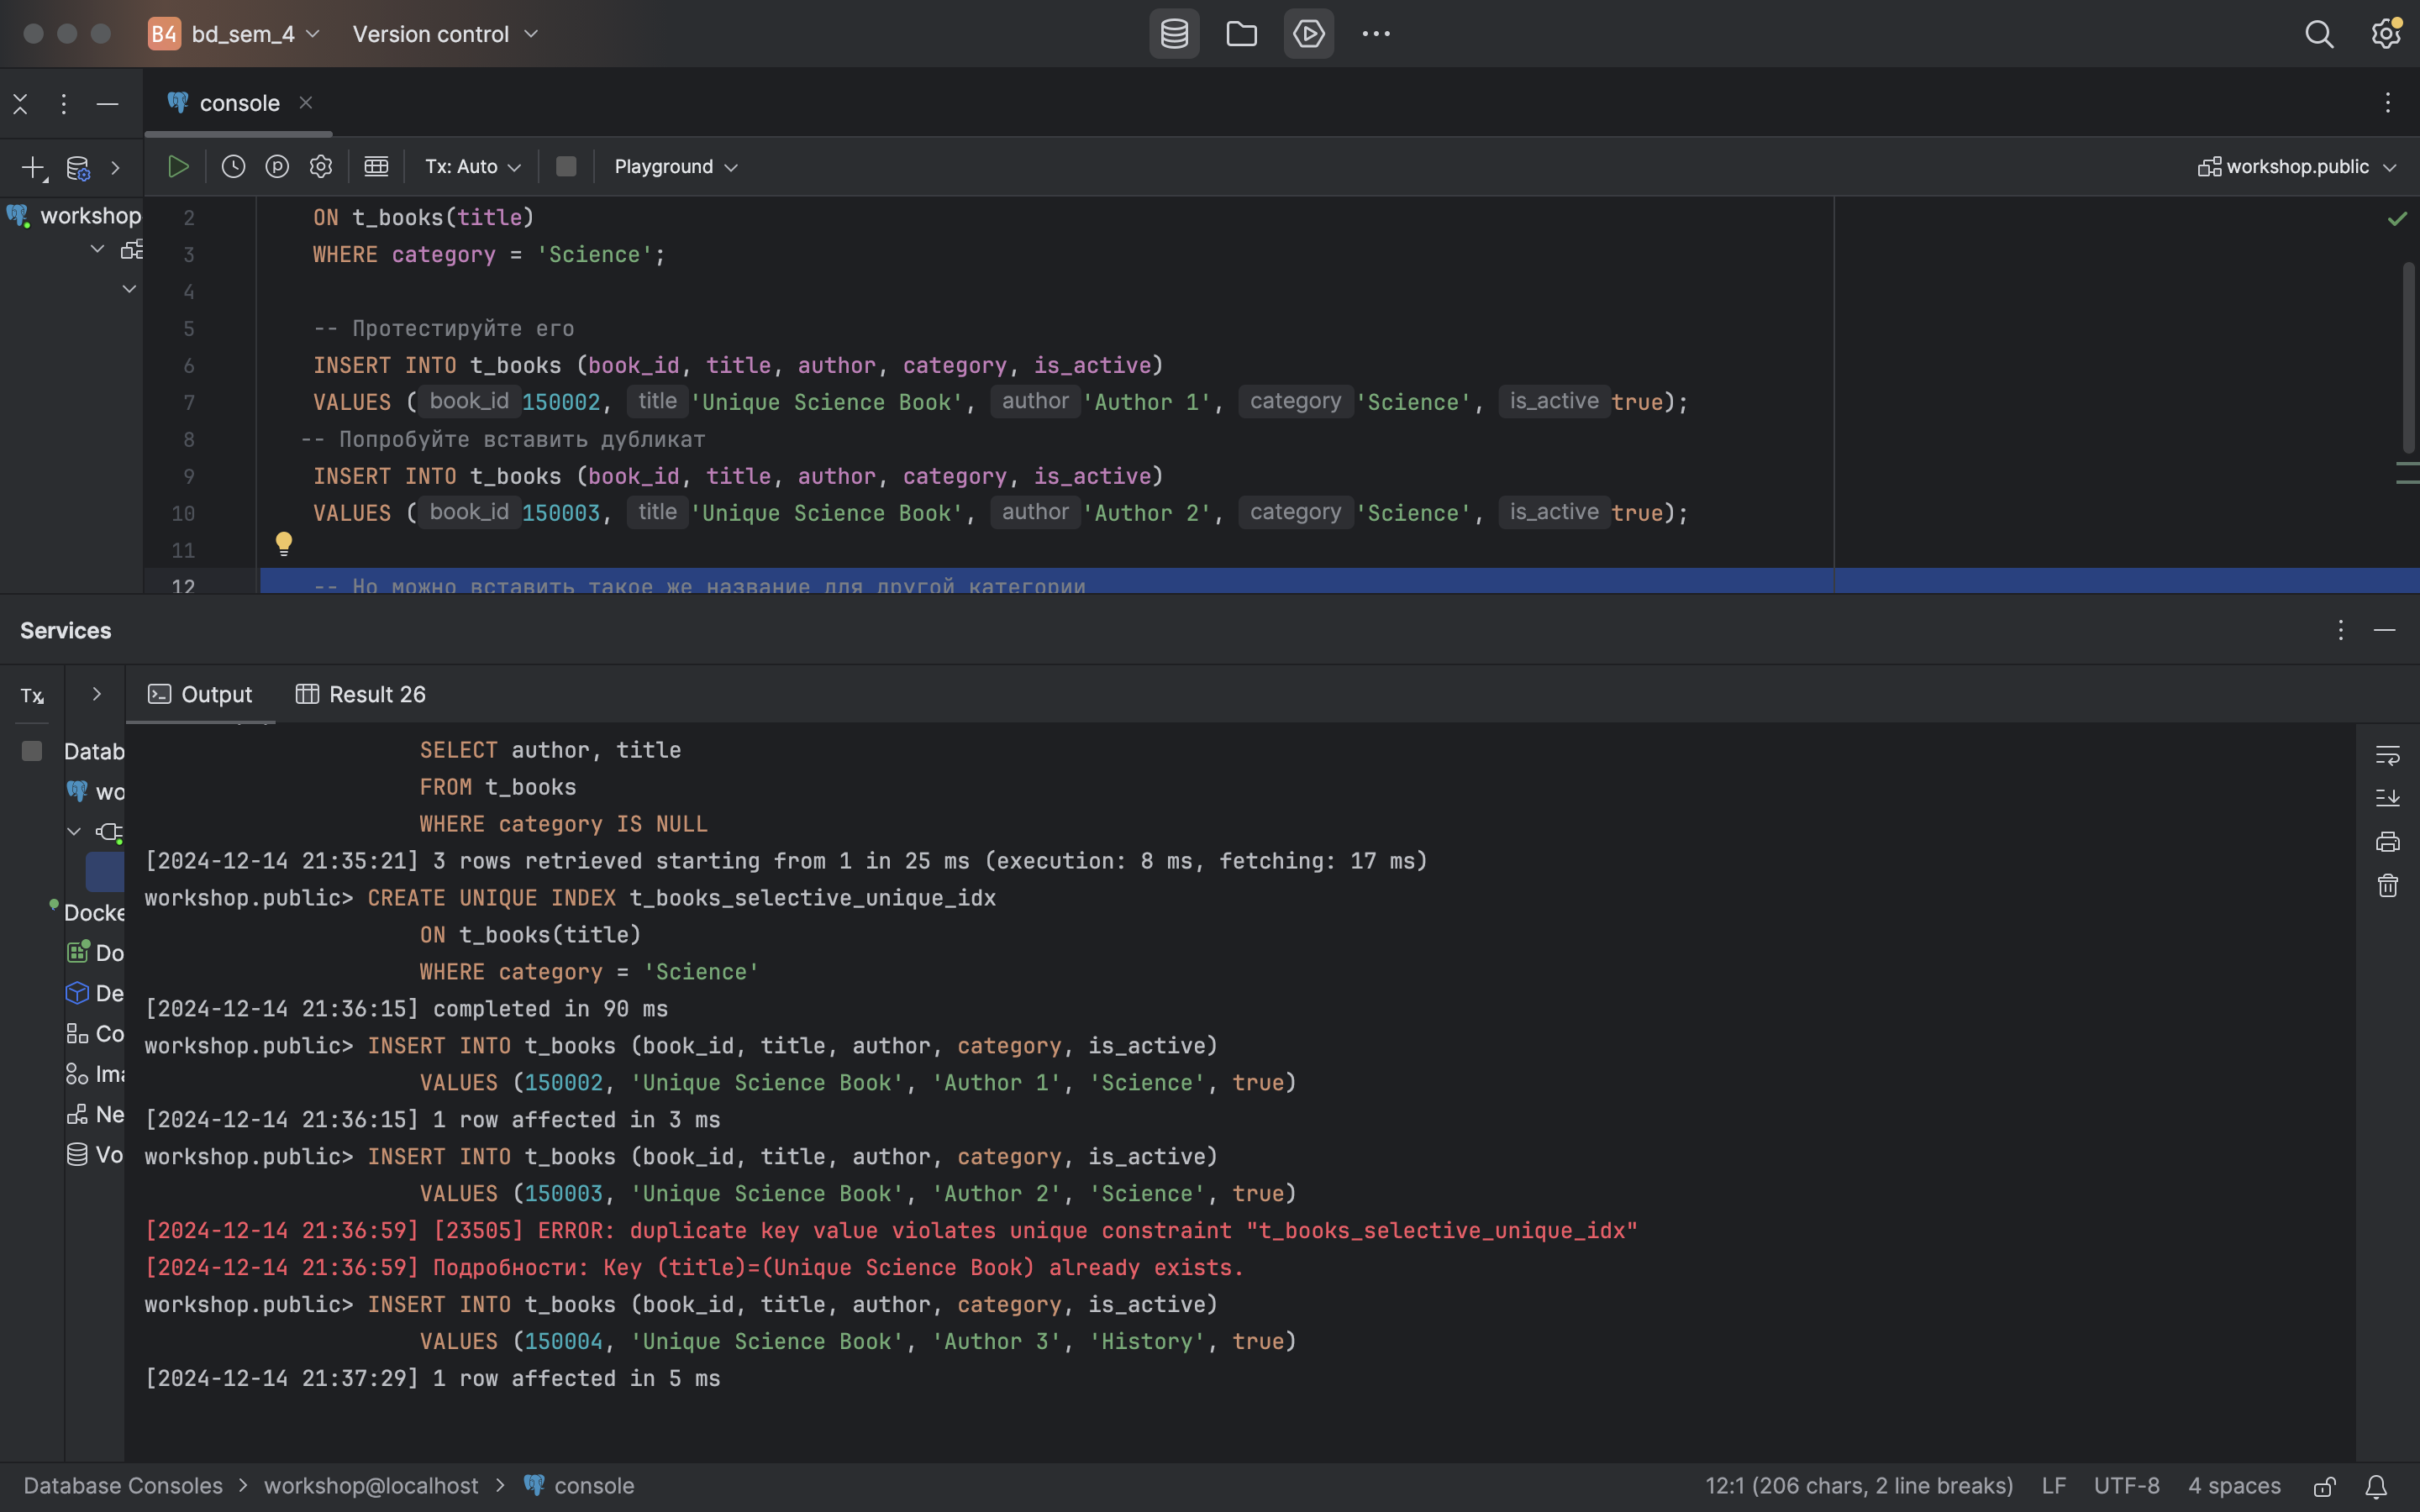 B4 bd_sem_4 Version control
console
Tx: Auto Playground workshop.public
workshop
2 ON t_books(title)
3 WHERE category = 'Science';
4
5 -- Протестируйте его
6 INSERT INTO t_books (book_id, title, author, category, is_active)
7 VALUES ( book_id 150002, title 'Unique Science Book', author 'Author 1', category 'Science', is_active true);
8 -- Попробуйте вставить дубликат
9 INSERT INTO t_books (book_id, title, author, category, is_active)
10 VALUES ( book_id 150003, title 'Unique Science Book', author 'Author 2', category 'Science', is_active true);
11
12 -- Но можно вставить такое же название для другой категории
Services
Tx Output Result 26
Datab
wo
Docke
Do
De
Co
Ima
Ne
Vo
SELECT author, title
FROM t_books
WHERE category IS NULL
[2024-12-14 21:35:21] 3 rows retrieved starting from 1 in 25 ms (execution: 8 ms, fetching: 17 ms)
workshop.public> CREATE UNIQUE INDEX t_books_selective_unique_idx
ON t_books(title)
WHERE category = 'Science'
[2024-12-14 21:36:15] completed in 90 ms
workshop.public> INSERT INTO t_books (book_id, title, author, category, is_active)
VALUES (150002, 'Unique Science Book', 'Author 1', 'Science', true)
[2024-12-14 21:36:15] 1 row affected in 3 ms
workshop.public> INSERT INTO t_books (book_id, title, author, category, is_active)
VALUES (150003, 'Unique Science Book', 'Author 2', 'Science', true)
[2024-12-14 21:36:59] [23505] ERROR: duplicate key value violates unique constraint "t_books_selective_unique_idx"
[2024-12-14 21:36:59] Подробности: Key (title)=(Unique Science Book) already exists.
workshop.public> INSERT INTO t_books (book_id, title, author, category, is_active)
VALUES (150004, 'Unique Science Book', 'Author 3', 'History', true)
[2024-12-14 21:37:29] 1 row affected in 5 ms
Database Consoles > workshop@localhost > console 12:1 (206 chars, 2 line breaks) LF UTF-8 4 spaces